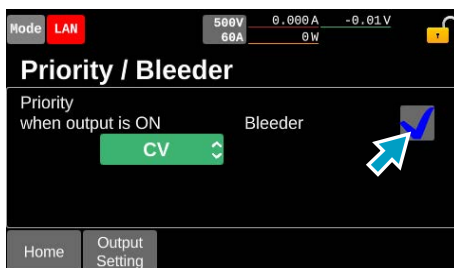 Mode LAN 500V 0.000A -0.01V
60A 0W
Priority / Bleeder
Priority
when output is ON Bleeder
CV
Home Output
Setting